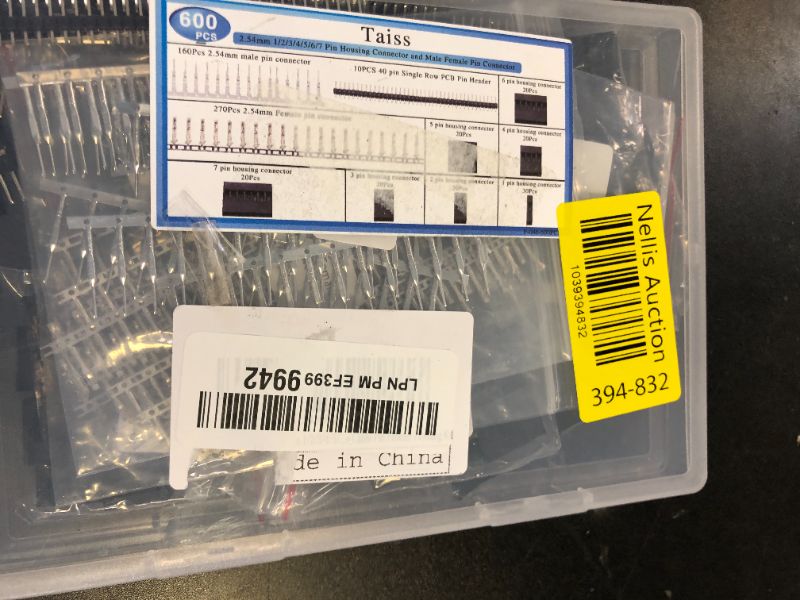 600
PCS
Taiss
2.54mm 1/2/3/4/5/6/7 Pin Housing Connector and Male Female Pin Connector
160Pcs 2.54mm male pin connector
10PCS 40 pin Single Row PCB Pin Header
6 pin housing connector
20Pcs
270Pcs 2.54mm Female pin connector
5 pin housing connector
20Pcs
4 pin housing connector
20Pcs
7 pin housing connector
20Pcs
3 pin housing connector
20Pcs
2 pin housing connector
20Pcs
1 pin housing connector
Nellis Auction
1039394832
394-832
LPN PM EF399 9942
de in China